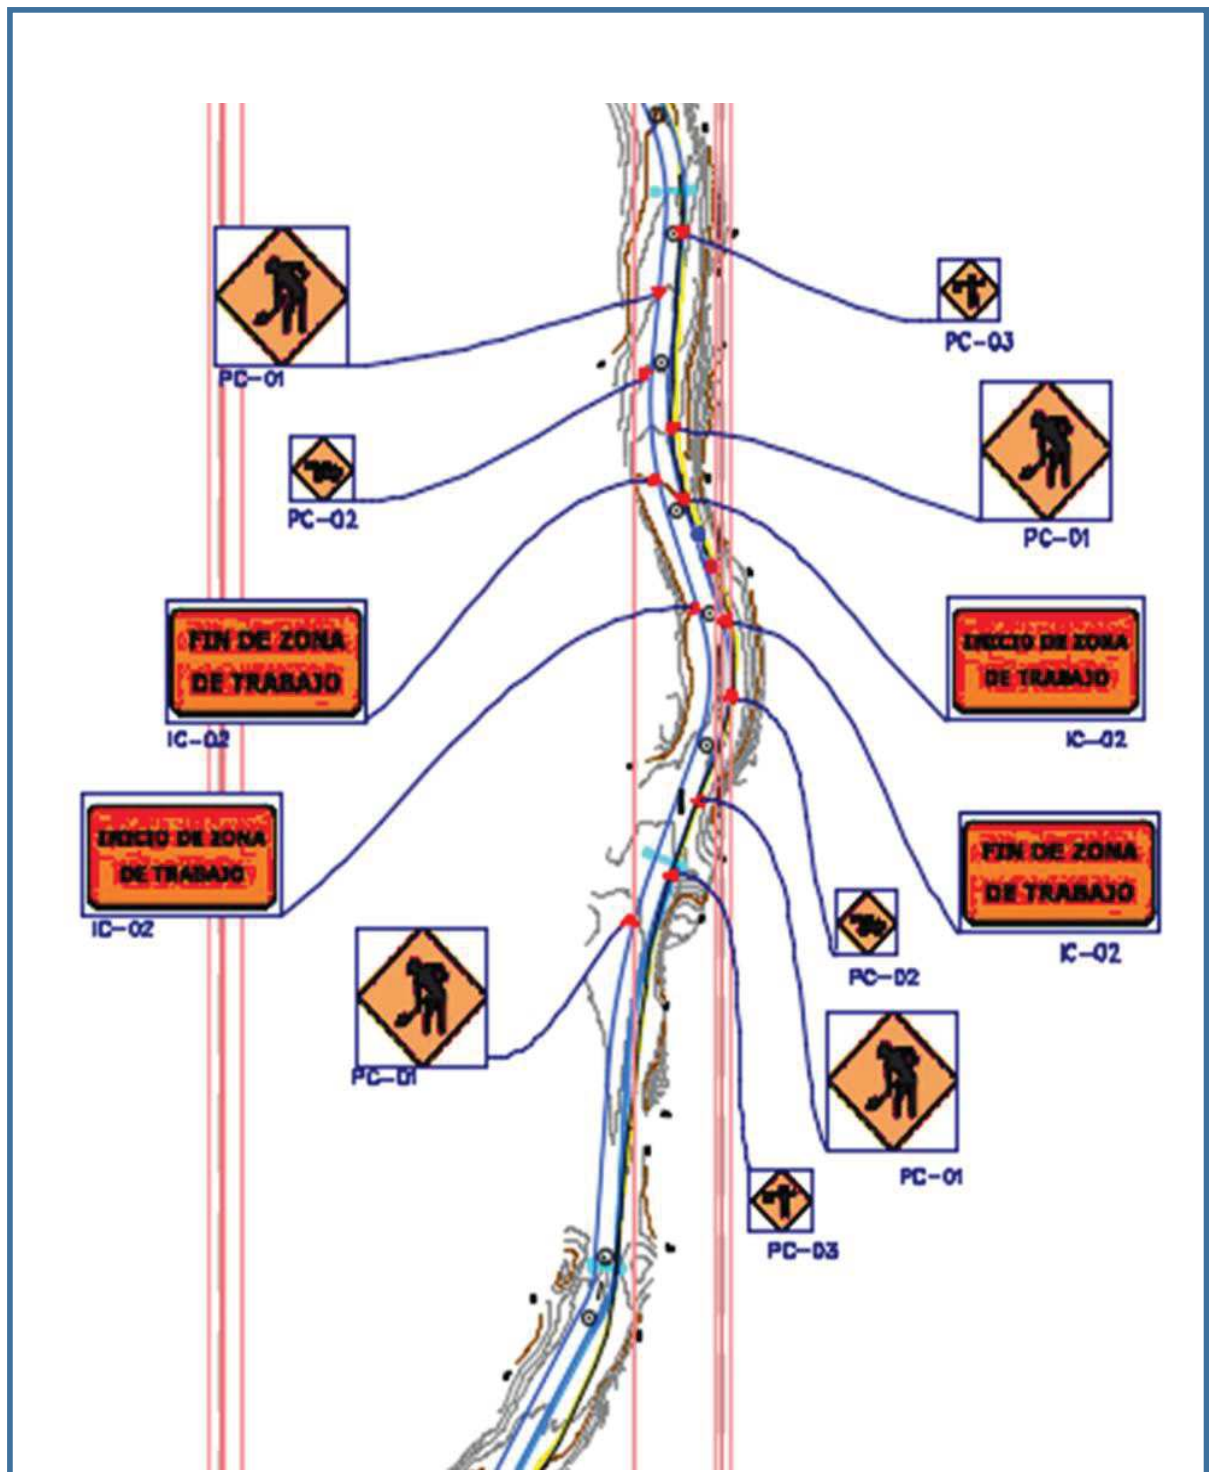 PC-01
PC-03
PC-02
PC-01
FIN DE ZONA
DE TRABAJO
IC-02
INICIO DE ZONA
DE TRABAJO
IC-02
INICIO DE ZONA
DE TRABAJO
IC-02
FIN DE ZONA
DE TRABAJO
IC-02
PC-01
PC-02
PC-01
PC-03